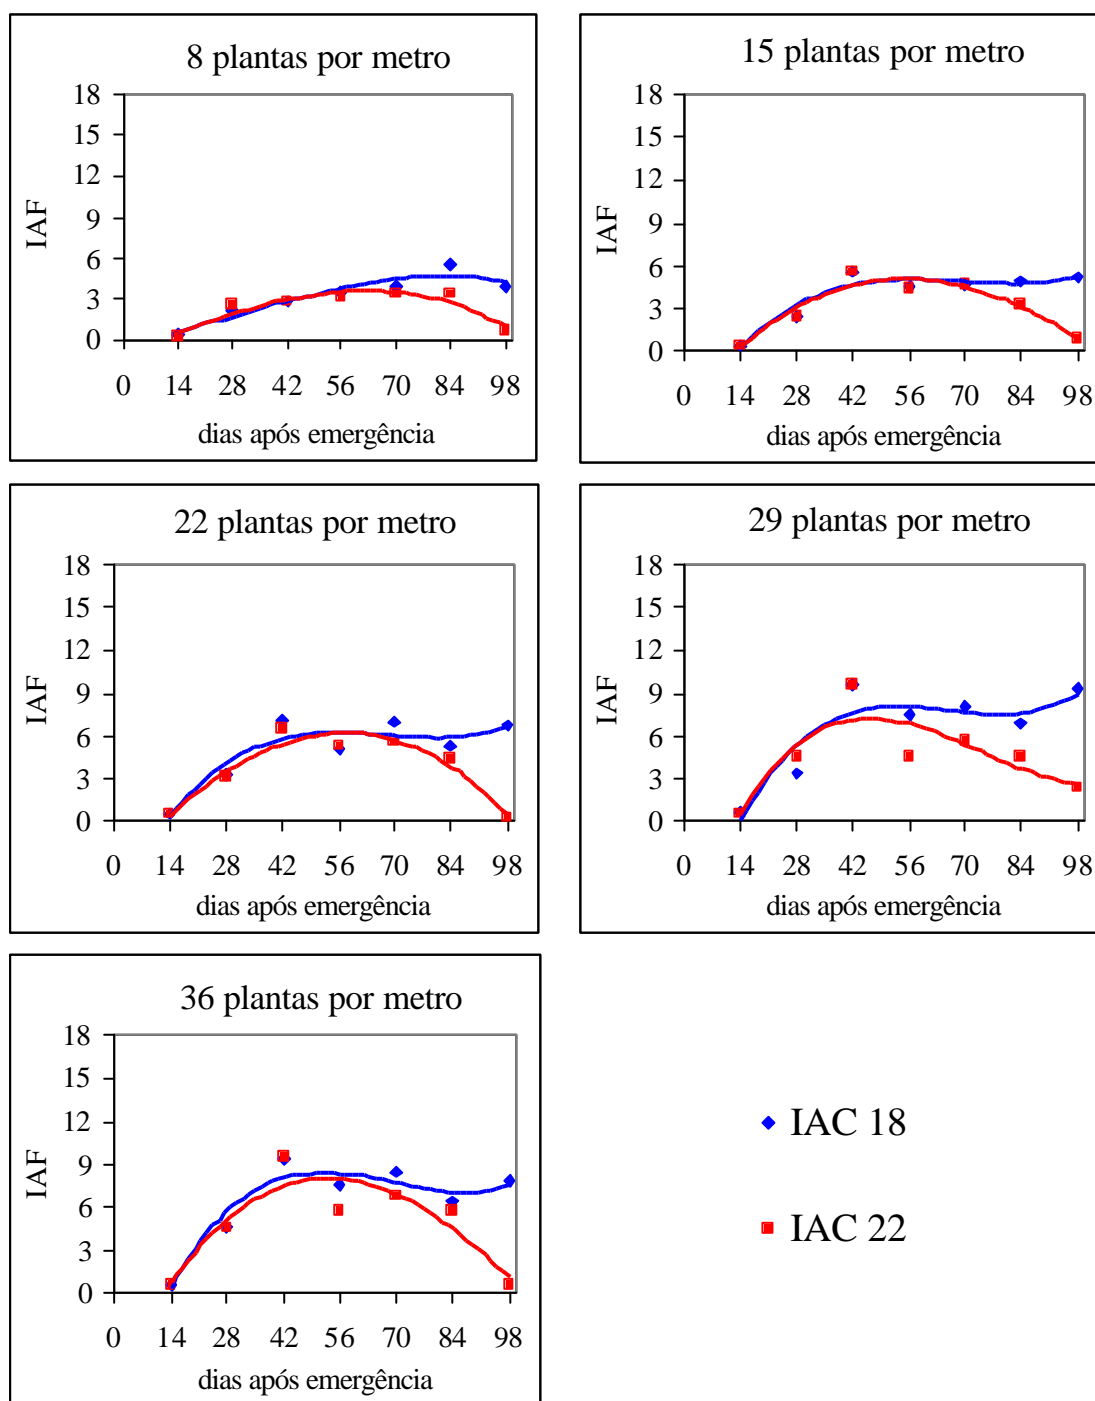 8 plantas por metro
18
15
12
9
6
3
0
IAF
0 14 28 42 56 70 84 98
dias após emergência
15 plantas por metro
18
15
12
9
6
3
0
IAF
0 14 28 42 56 70 84 98
dias após emergência
22 plantas por metro
18
15
12
9
6
3
0
IAF
0 14 28 42 56 70 84 98
dias após emergência
29 plantas por metro
18
15
12
9
6
3
0
IAF
0 14 28 42 56 70 84 98
dias após emergência
36 plantas por metro
18
15
12
9
6
3
0
IAF
0 14 28 42 56 70 84 98
dias após emergência
IAC 18
IAC 22